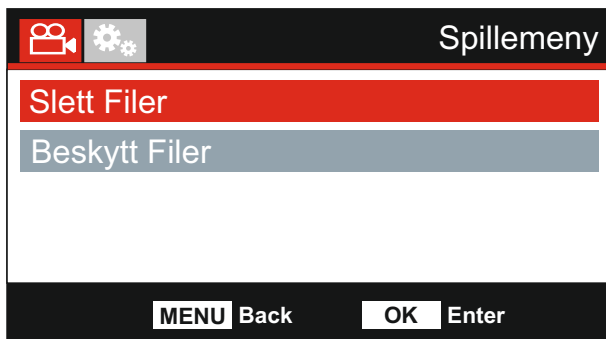 Spillemeny
Slett Filer
Beskytt Filer
MENU Back OK Enter